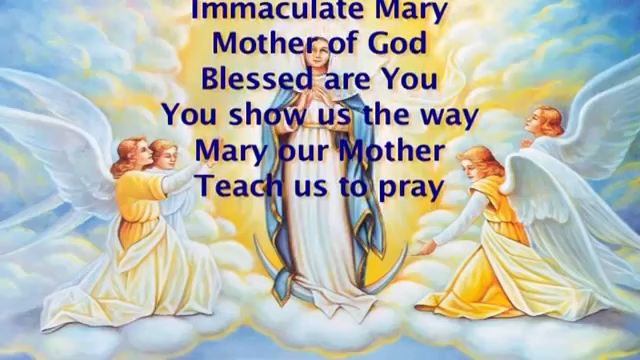 Immaculate Mary
Mother of God
Blessed are You
You show us the way
Mary our Mother
Teach us to pray